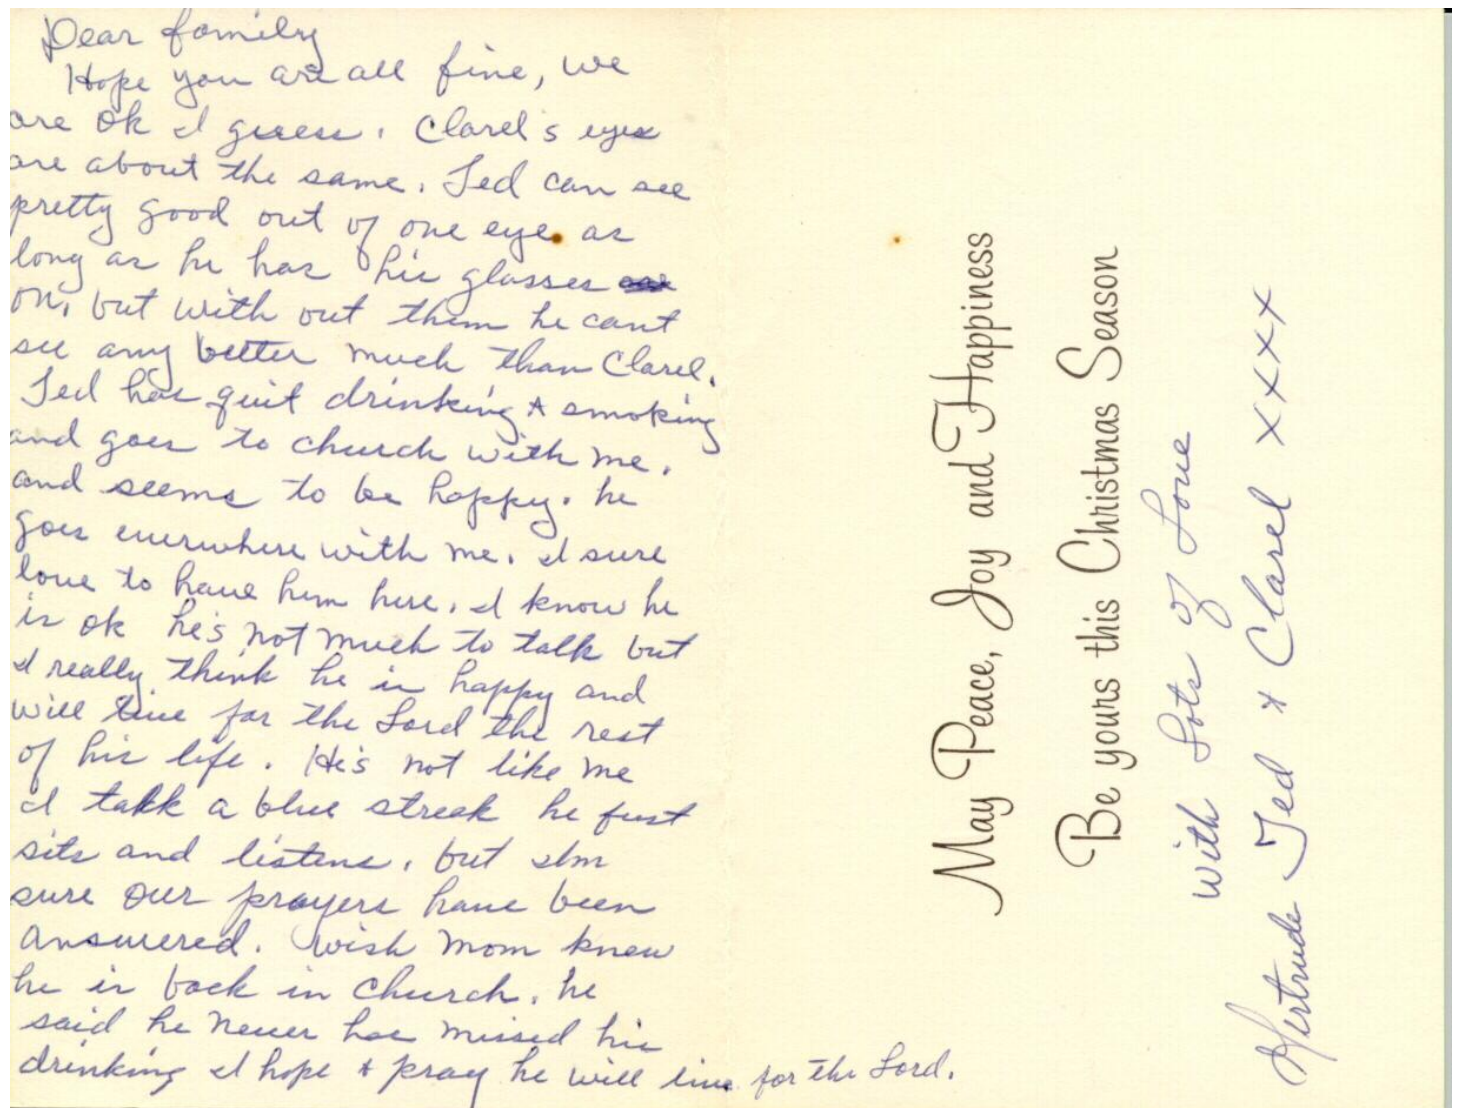 Dear family
Hope you are all fine, we
are ok I guess. Clarel's eyes
are about the same. Ted can see
pretty good out of one eye as
long as he has his glasses
on, but with out them he cant
see any better much than Clarel.
Ted has quit drinking & smoking
and goes to church with me.
and seems to be happy. he
goes everwhere with me. I sure
love to have him here. I know he
is ok he's not much to talk but
I really think he is happy and
will live for the Lord the rest
of his life. He's not like me
I talk a blue streek he just
sits and listens. but I'm
sure our prayers have been
answered. Wish mom knew
he is back in church. he
said he never has missed his
drinking I hope & pray he will live for the Lord.
May Peace, Joy and Happiness
Be yours this Christmas Season
with Lots of Love
Gertrude Ted & Clarel xxxx